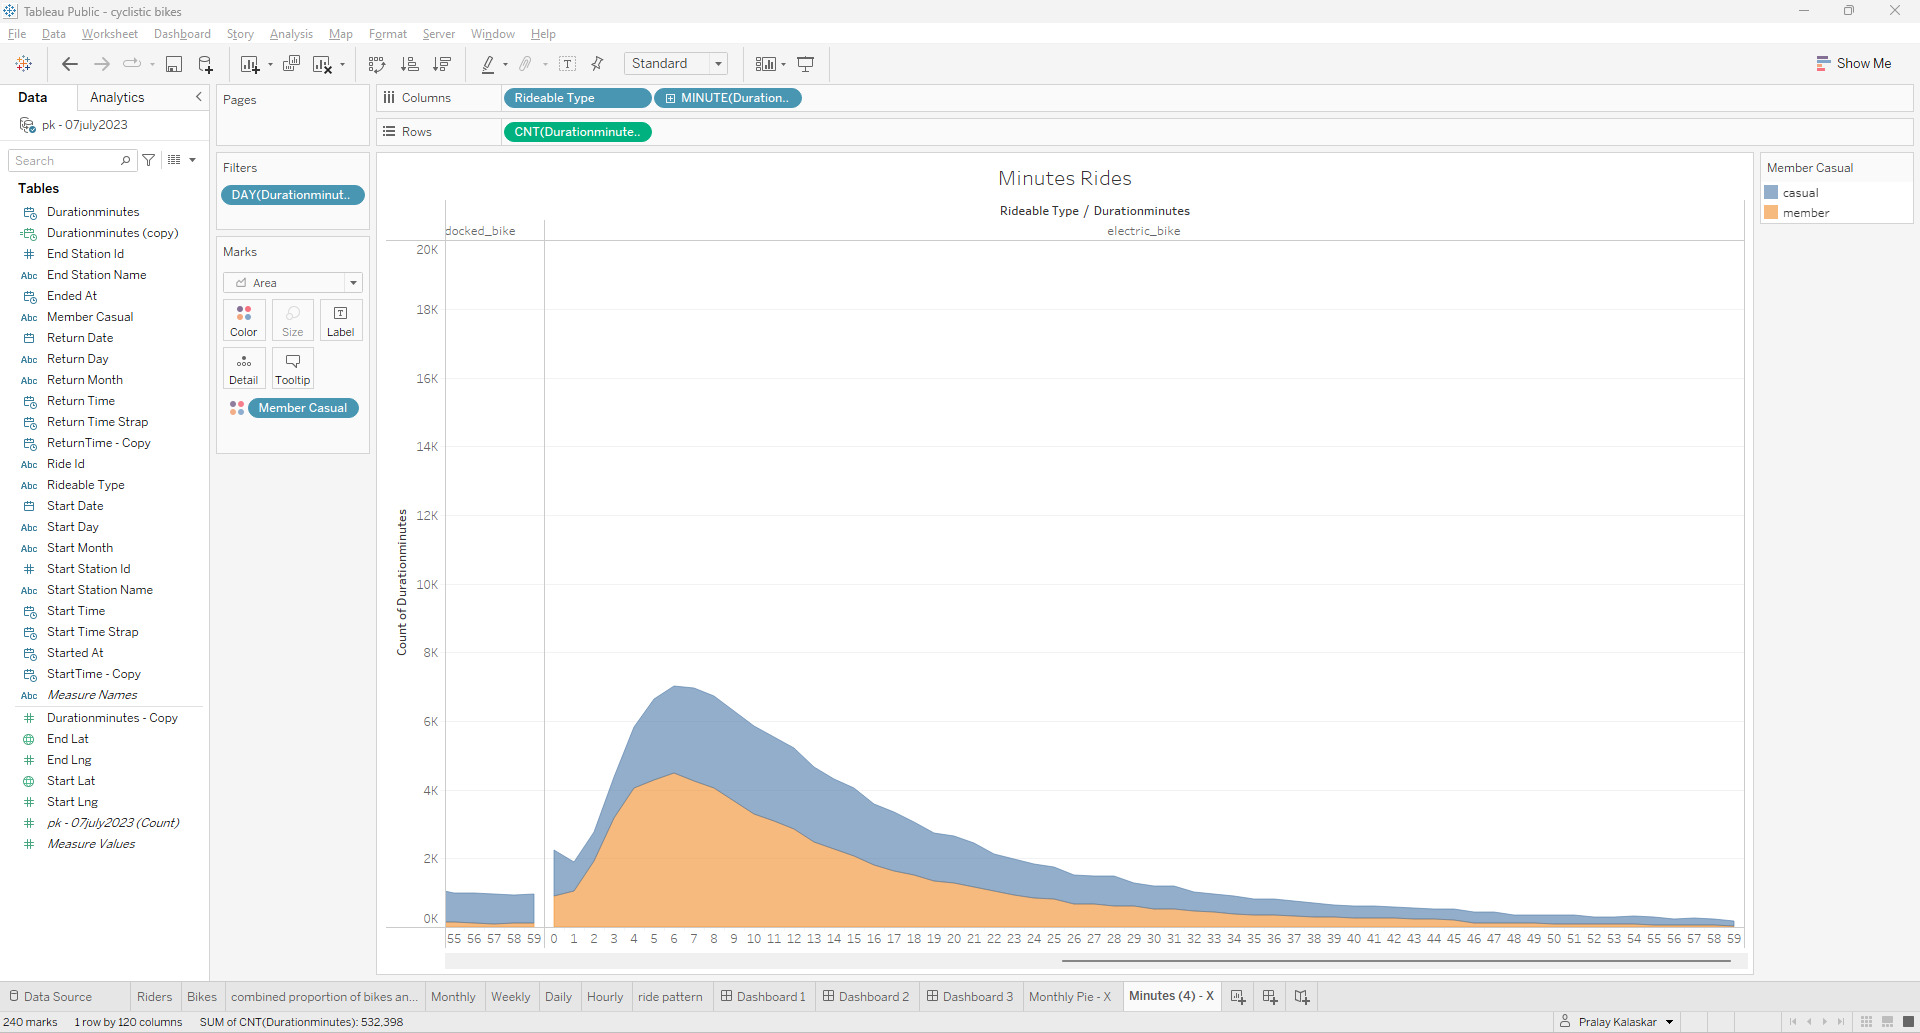 Tableau Public - cyclistic bikes
File Data Worksheet Dashboard Story Analysis Map Format Server Window Help
Standard
Show Me
Data Analytics
pk - 07july2023
Search
Tables
Durationminutes
Durationminutes (copy)
# End Station Id
Abc End Station Name
Ended At
Abc Member Casual
Return Date
Abc Return Day
Abc Return Month
Return Time
Return Time Strap
ReturnTime - Copy
Abc Ride Id
Abc Rideable Type
Start Date
Abc Start Day
Abc Start Month
# Start Station Id
Abc Start Station Name
Start Time
Start Time Strap
Started At
StartTime - Copy
Abc Measure Names
# Durationminutes - Copy
End Lat
# End Lng
Start Lat
# Start Lng
# pk - 07july2023 (Count)
# Measure Values
Pages
Filters
DAY(Durationminut..
Marks
Area
Color Size Label
Detail Tooltip
Member Casual
Columns Rideable Type MINUTE(Duration..
Rows CNT(Durationminute..
Minutes Rides
Rideable Type / Durationminutes
docked_bike electric_bike
20K
18K
16K
14K
12K
10K
8K
6K
4K
2K
0K
Count of Durationminutes
55 56 57 58 59 0 1 2 3 4 5 6 7 8 9 10 11 12 13 14 15 16 17 18 19 20 21 22 23 24 25 26 27 28 29 30 31 32 33 34 35 36 37 38 39 40 41 42 43 44 45 46 47 48 49 50 51 52 53 54 55 56 57 58 59
Member Casual
casual
member
Data Source Riders Bikes combined proportion of bikes an... Monthly Weekly Daily Hourly ride pattern Dashboard 1 Dashboard 2 Dashboard 3 Monthly Pie - X Minutes (4) - X
240 marks 1 row by 120 columns SUM of CNT(Durationminutes): 532,398 Pralay Kalaskar